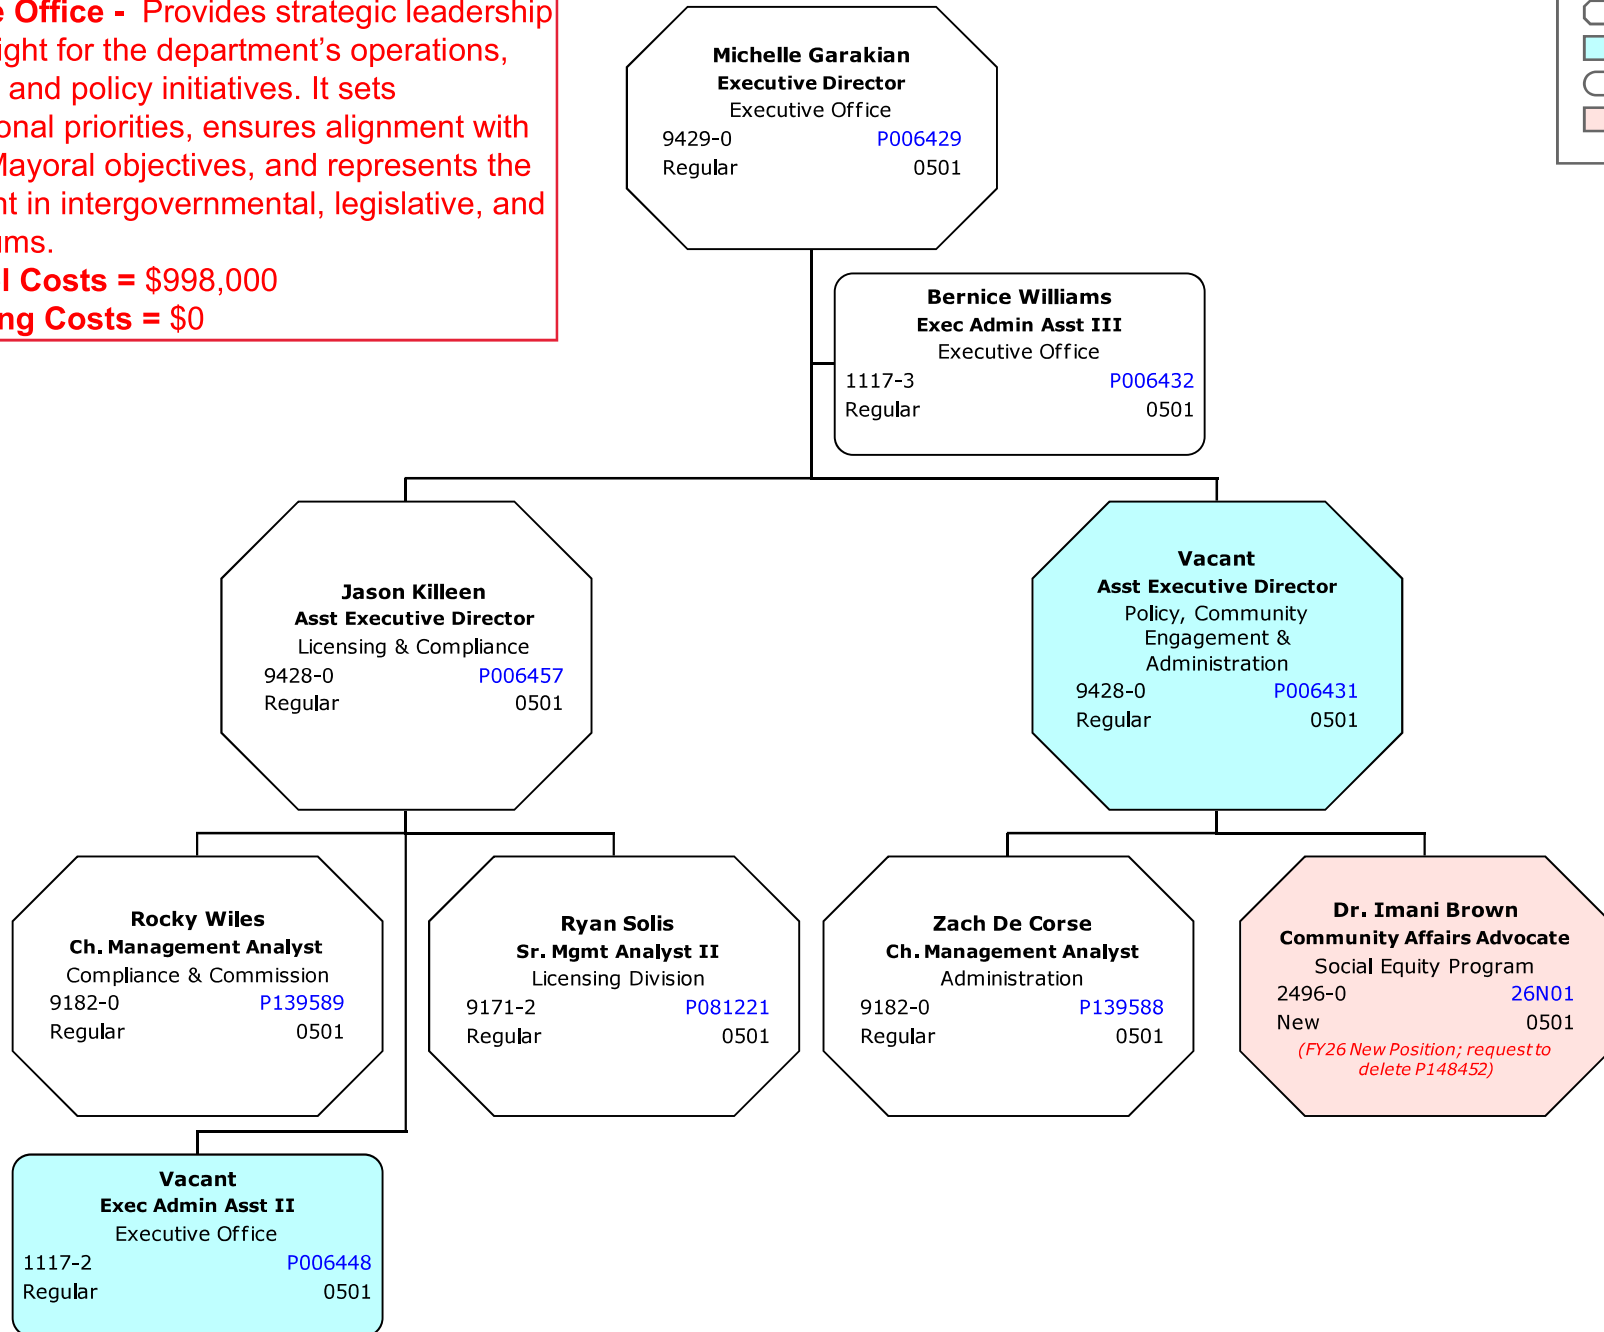 e Office - Provides strategic leadership
ight for the department's operations,
and policy initiatives. It sets
onal priorities, ensures alignment with
Mayoral objectives, and represents the
nt in intergovernmental, legislative, and
ums.
l Costs = $998,000
ng Costs = $0
Michelle Garakian
Executive Director
Executive Office
9429-0 P006429
Regular 0501
Bernice Williams
Exec Admin Asst III
Executive Office
1117-3 P006432
Regular 0501
Jason Killeen
Asst Executive Director
Licensing & Compliance
9428-0 P006457
Regular 0501
Vacant
Asst Executive Director
Policy, Community
Engagement &
Administration
9428-0 P006431
Regular 0501
Rocky Wiles
Ch. Management Analyst
Compliance & Commission
9182-0 P139589
Regular 0501
Ryan Solis
Sr. Mgmt Analyst II
Licensing Division
9171-2 P081221
Regular 0501
Zach De Corse
Ch. Management Analyst
Administration
9182-0 P139588
Regular 0501
Dr. Imani Brown
Community Affairs Advocate
Social Equity Program
2496-0 26N01
New 0501
(FY26 New Position; request to
delete P148452)
Vacant
Exec Admin Asst II
Executive Office
1117-2 P006448
Regular 0501